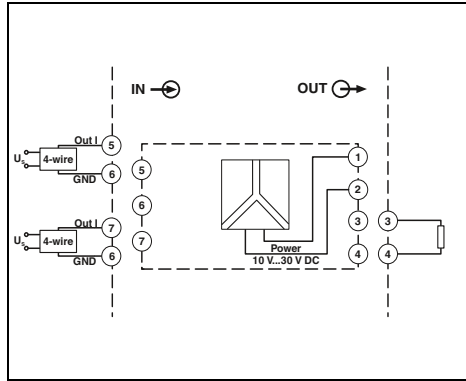 IN
OUT
Out I
5
Us
4-wire
GND
6
5
6
7
Out I
7
Us
4-wire
GND
6
1
2
3
4
Power
10 V...30 V DC
3
4